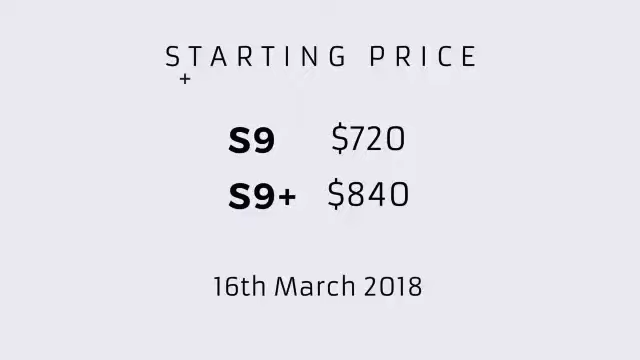 STARTING PRICE
+
S9 $720
S9+ $840
16th March 2018